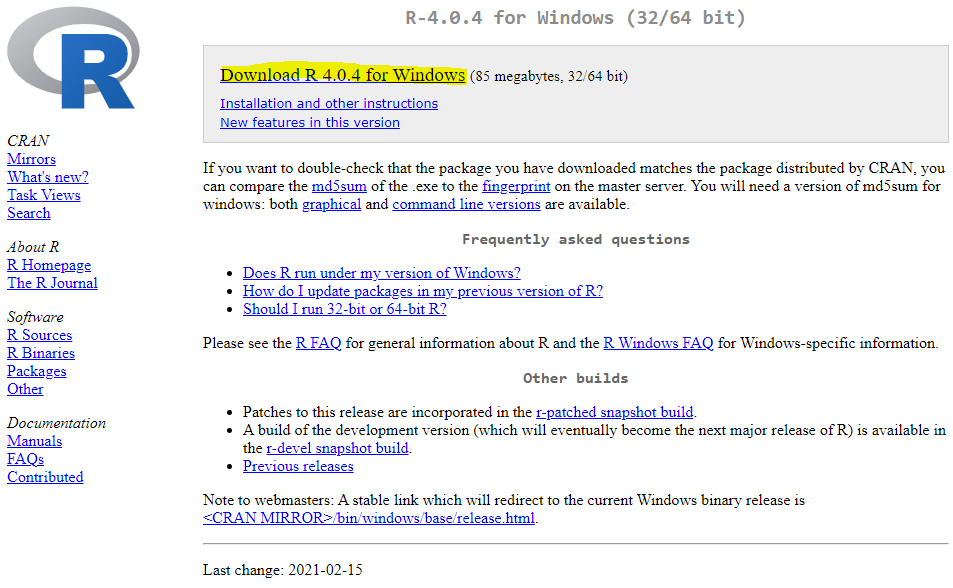 R-4.0.4 for Windows (32/64 bit)
R
Download R 4.0.4 for Windows (85 megabytes, 32/64 bit)
Installation and other instructions
New features in this version
CRAN
Mirrors
What's new?
Task Views
Search
About R
R Homepage
The R Journal
Software
R Sources
R Binaries
Packages
Other
Documentation
Manuals
FAQs
Contributed
If you want to double-check that the package you have downloaded matches the package distributed by CRAN, you
can compare the md5sum of the .exe to the fingerprint on the master server. You will need a version of md5sum for
windows: both graphical and command line versions are available.
Frequently asked questions
Does R run under my version of Windows?
How do I update packages in my previous version of R?
Should I run 32-bit or 64-bit R?
Please see the R FAQ for general information about R and the R Windows FAQ for Windows-specific information.
Other builds
Patches to this release are incorporated in the r-patched snapshot build.
A build of the development version (which will eventually become the next major release of R) is available in
the r-devel snapshot build.
Previous releases
Note to webmasters: A stable link which will redirect to the current Windows binary release is
<CRAN MIRROR>/bin/windows/base/release.html.
Last change: 2021-02-15